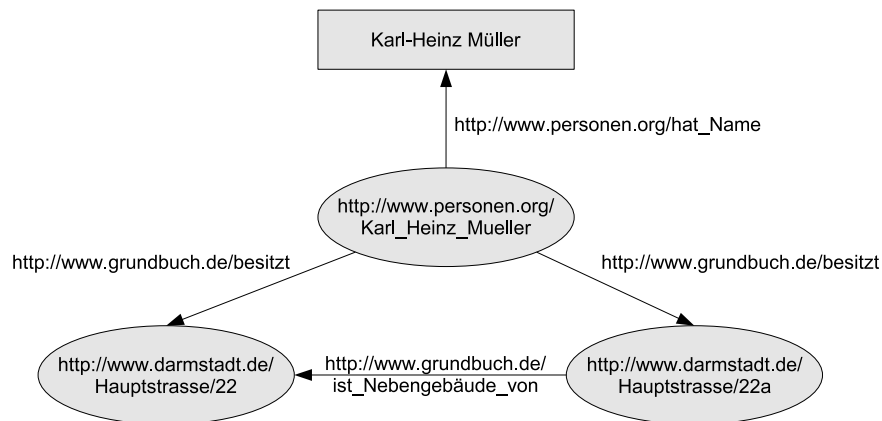 Karl-Heinz Müller
http://www.personen.org/hat_Name
http://www.personen.org/
Karl_Heinz_Mueller
http://www.grundbuch.de/besitzt
http://www.grundbuch.de/besitzt
http://www.darmstadt.de/
Hauptstrasse/22
http://www.grundbuch.de/
ist_Nebengebäude_von
http://www.darmstadt.de/
Hauptstrasse/22a